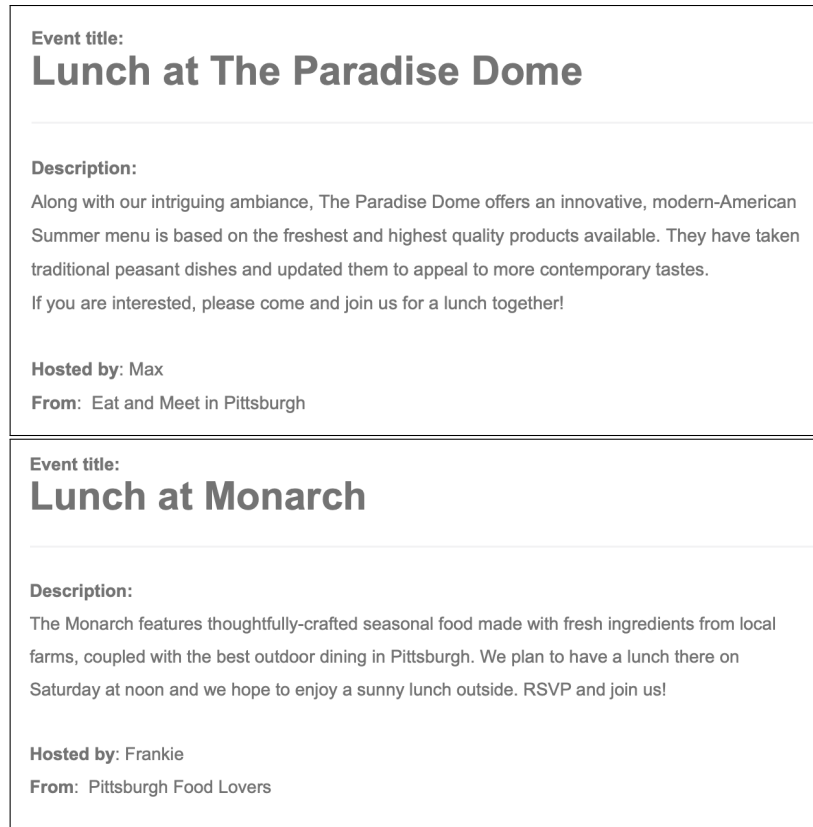 Event title:
Lunch at The Paradise Dome
Description:
Along with our intriguing ambiance, The Paradise Dome offers an innovative, modern-American
Summer menu is based on the freshest and highest quality products available. They have taken
traditional peasant dishes and updated them to appeal to more contemporary tastes.
If you are interested, please come and join us for a lunch together!
Hosted by: Max
From:  Eat and Meet in Pittsburgh
Event title:
Lunch at Monarch
Description:
The Monarch features thoughtfully-crafted seasonal food made with fresh ingredients from local
farms, coupled with the best outdoor dining in Pittsburgh. We plan to have a lunch there on
Saturday at noon and we hope to enjoy a sunny lunch outside. RSVP and join us!
Hosted by: Frankie
From:  Pittsburgh Food Lovers